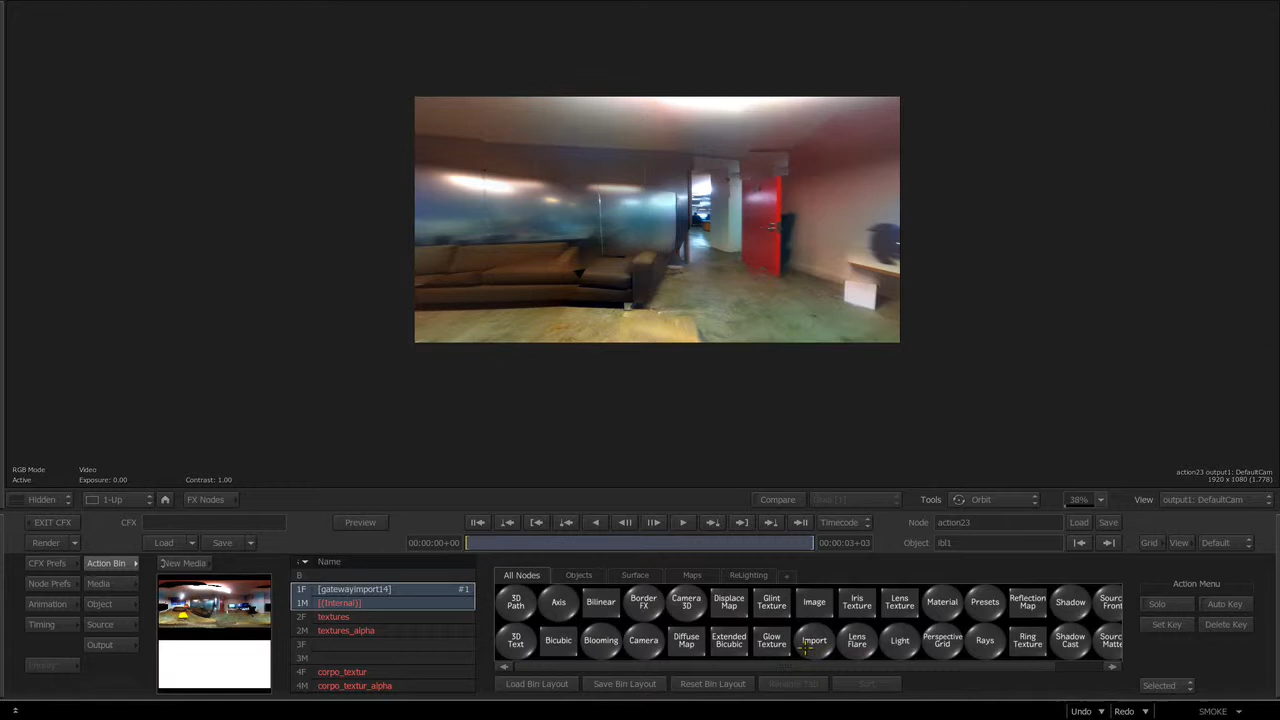 RGB Mode
Active
Video
Exposure: 0.00
Contrast: 1.00
action23 output1: DefaultCam
1920 x 1080 (1.778)
Hidden
1-Up
FX Nodes
Compare
Tools
Orbit
38%
View
output1: DefaultCam
EXIT CFX
CFX
Preview
Timecode
Node
action23
Load
Save
Render
Load
Save
00:00:00+00
00:00:03+03
Object
ibl1
Grid
View
Default
CFX Prefs
Action Bin
New Media
Name
All Nodes
Objects
Surface
Maps
ReLighting
+
Action Menu
Node Prefs
Media
Animation
Object
Timing
Source
Output
B
1F [gatewayimport14] #1
1M [(Internal)]
2F textures
2M textures_alpha
3F
3M
4F corpo_textur
4M corpo_textur_alpha
3D Path
Axis
Bilinear
Border FX
Camera 3D
Displace Map
Glint Texture
Image
Iris Texture
Lens Texture
Material
Presets
Reflection Map
Shadow
Sourc Front
3D Text
Bicubic
Blooming
Camera
Diffuse Map
Extended Bicubic
Glow Texture
Import
Lens Flare
Light
Perspective Grid
Rays
Ring Texture
Shadow Cast
Sourc Matte
Solo
Auto Key
Set Key
Delete Key
Load Bin Layout
Save Bin Layout
Reset Bin Layout
Rename Tab
Sort
Selected
Undo
Redo
SMOKE